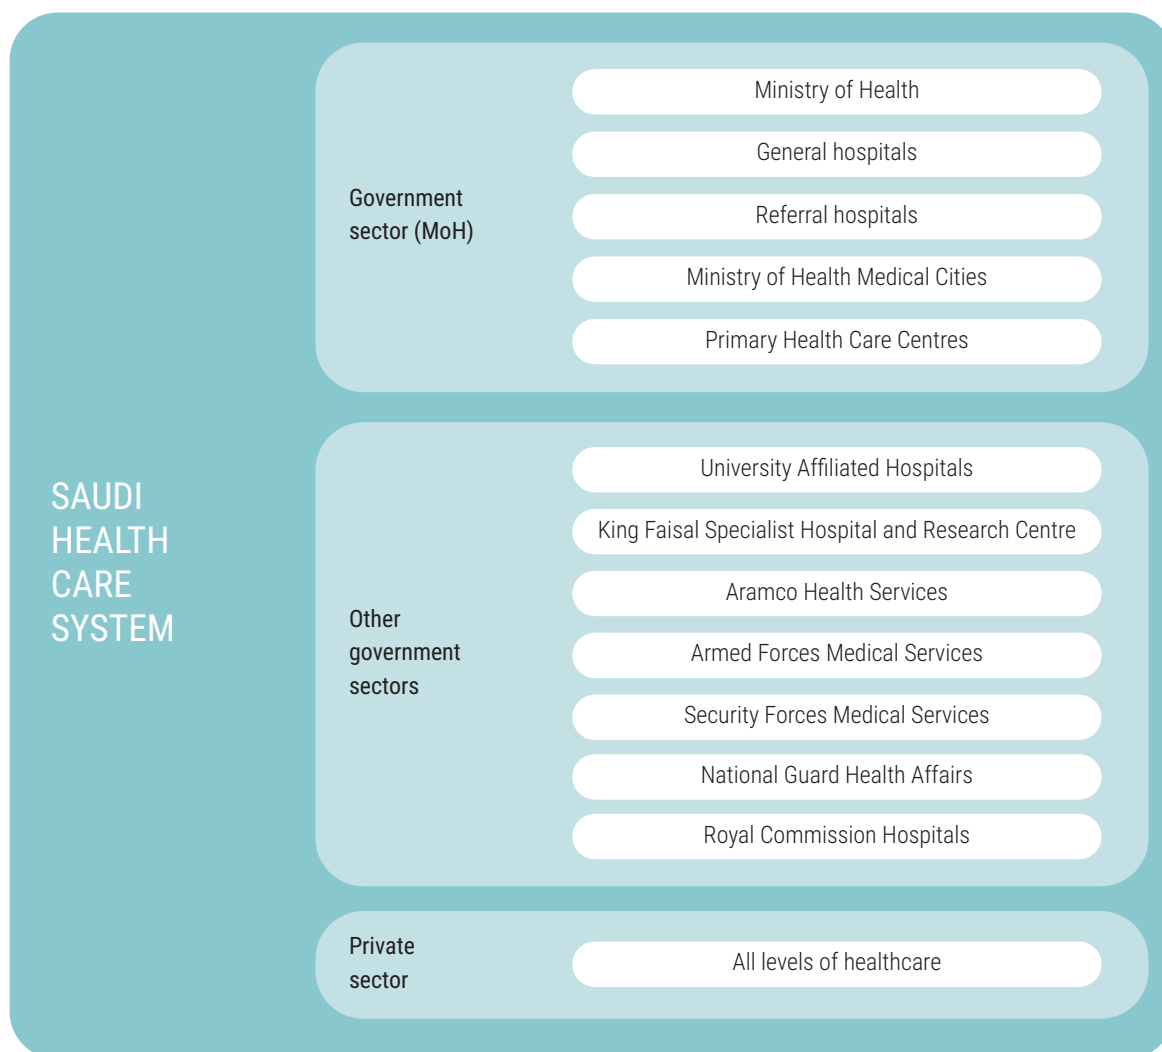 SAUDI
HEALTH
CARE
SYSTEM
Government
sector (MoH)
Ministry of Health
General hospitals
Referral hospitals
Ministry of Health Medical Cities
Primary Health Care Centres
Other
government
sectors
University Affiliated Hospitals
King Faisal Specialist Hospital and Research Centre
Aramco Health Services
Armed Forces Medical Services
Security Forces Medical Services
National Guard Health Affairs
Royal Commission Hospitals
Private
sector
All levels of healthcare